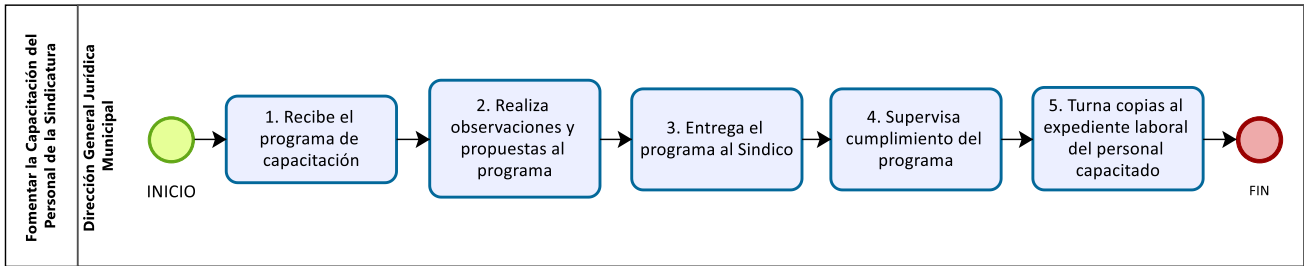 Fomentar la Capacitación del
Personal de la Sindicatura
Dirección General Jurídica
Municipal
INICIO
1. Recibe el
programa de
capacitación
2. Realiza
observaciones y
propuestas al
programa
3. Entrega el
programa al Sindico
4. Supervisa
cumplimiento del
programa
5. Turna copias al
expediente laboral
del personal
capacitado
FIN